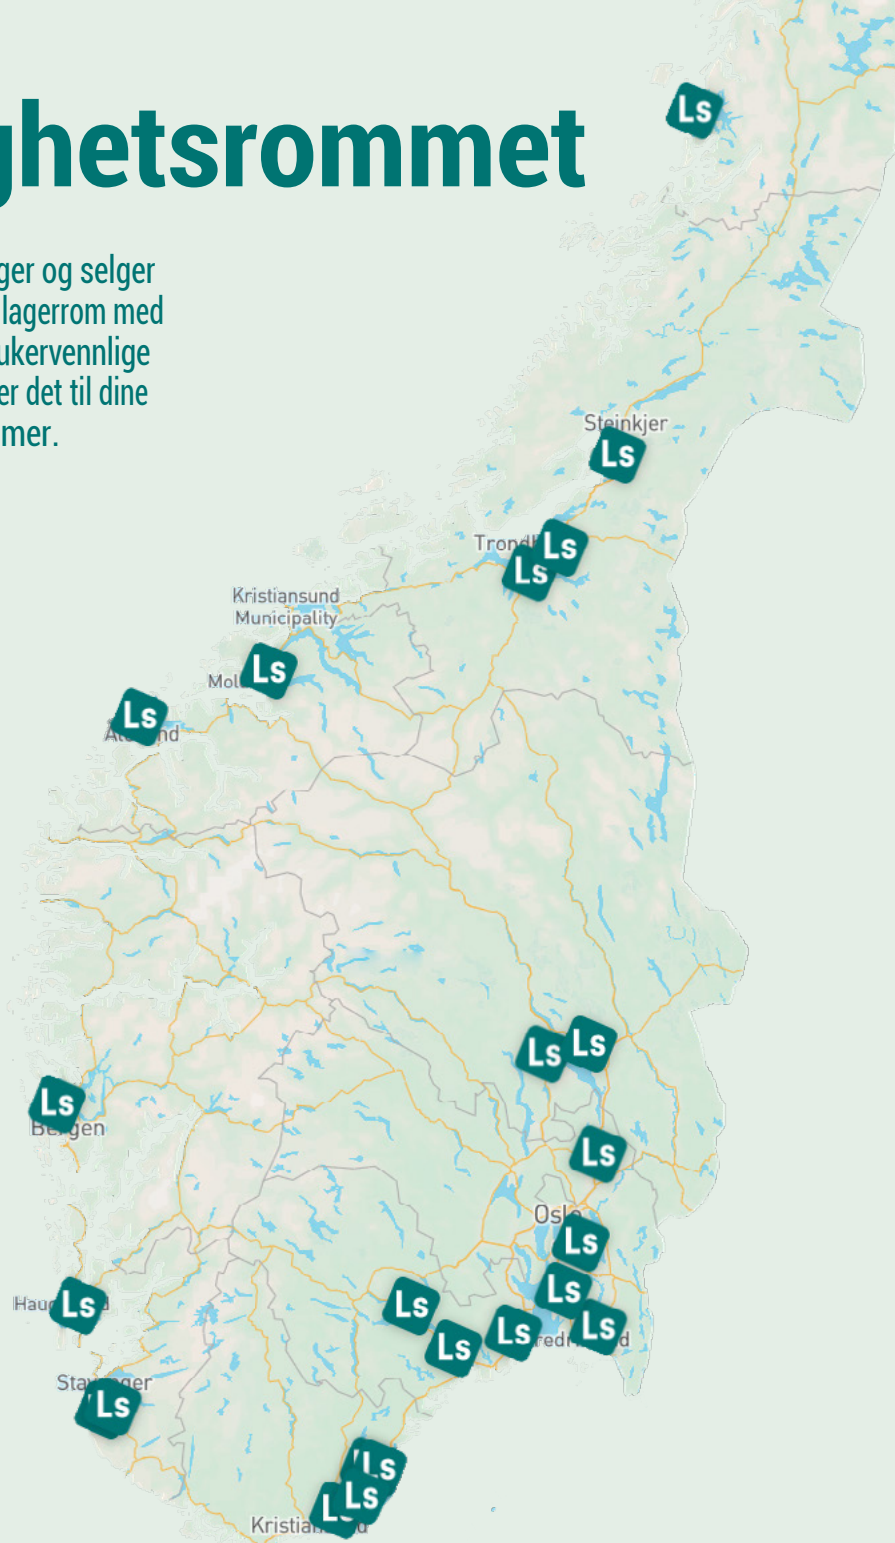 ghetsrommet
ger og selger
lagerrom med
ukervennlige
er det til dine
mer.
Ls
Steinkjer
Ls
Ls
Ls
Kristiansund
Municipality
Ls
Ls
Ls
Ls
Ls
Bergen
Ls
Oslo
Ls
Ls
Ls
Ls
Ls
Ls
Ls
Ls
Ls
Ls
Ls